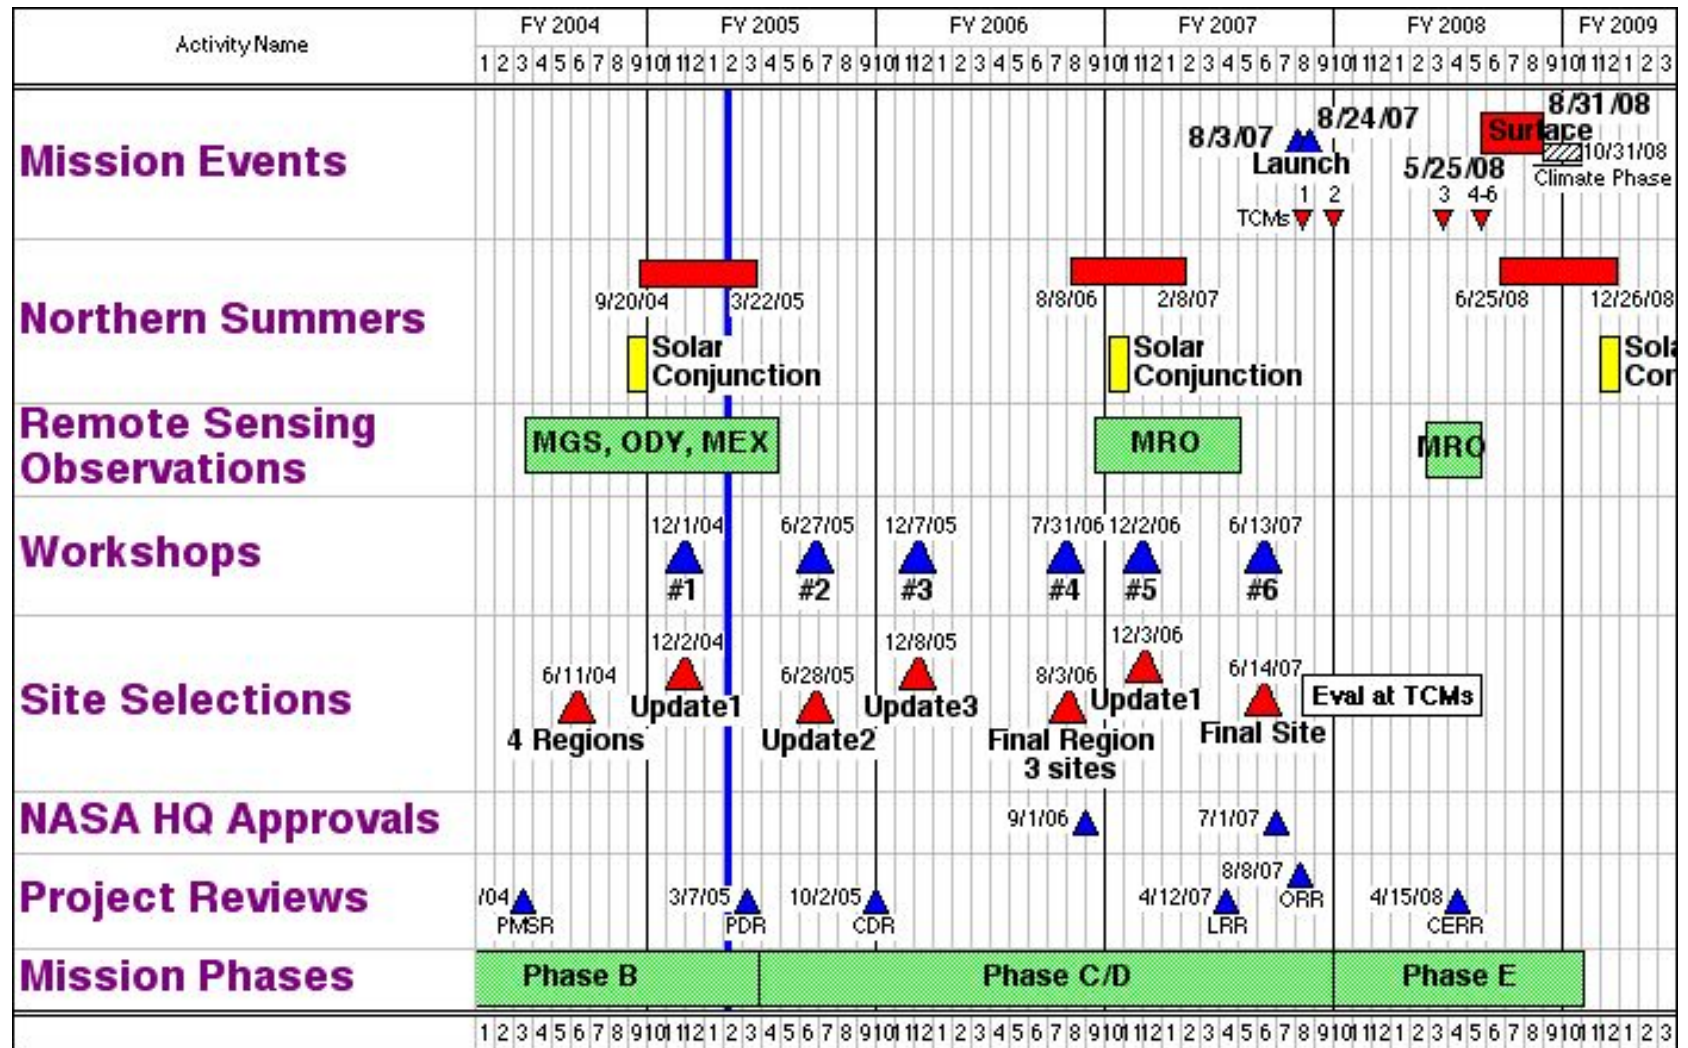 Activity Name
FY 2004 FY 2005 FY 2006 FY 2007 FY 2008 FY 2009
1 2 3 4 5 6 7 8 9 10 11 12 1 2 3 4 5 6 7 8 9 10 11 12 1 2 3 4 5 6 7 8 9 10 11 12 1 2 3 4 5 6 7 8 9 10 11 12 1 2 3 4 5 6 7 8 9 10 11 12 1 2 3
Mission Events
8/3/07 8/24/07
Launch
5/25/08
Surface
8/31/08
10/31/08
Climate Phase
TCMs 1 2 3 4-6
Northern Summers
9/20/04 3/22/05 8/8/06 2/8/07 6/25/08 12/26/08
Solar
Conjunction
Solar
Conjunction
Sola
Con
Remote Sensing
Observations
MGS, ODY, MEX MRO MRO
Workshops
12/1/04 6/27/05 12/7/05 7/31/06 12/2/06 6/13/07
#1 #2 #3 #4 #5 #6
Site Selections
6/11/04
4 Regions
12/2/04
Update1
6/28/05
Update2
12/8/05
Update3
8/3/06
Final Region
3 sites
12/3/06
Update1
6/14/07
Final Site
Eval at TCMs
NASA HQ Approvals
9/1/06 7/1/07
Project Reviews
/04
PMSR
3/7/05
PDR
10/2/05
CDR
4/12/07
LRR
8/8/07
ORR
4/15/08
CERR
Mission Phases
Phase B Phase C/D Phase E
1 2 3 4 5 6 7 8 9 10 11 12 1 2 3 4 5 6 7 8 9 10 11 12 1 2 3 4 5 6 7 8 9 10 11 12 1 2 3 4 5 6 7 8 9 10 11 12 1 2 3 4 5 6 7 8 9 10 11 12 1 2 3